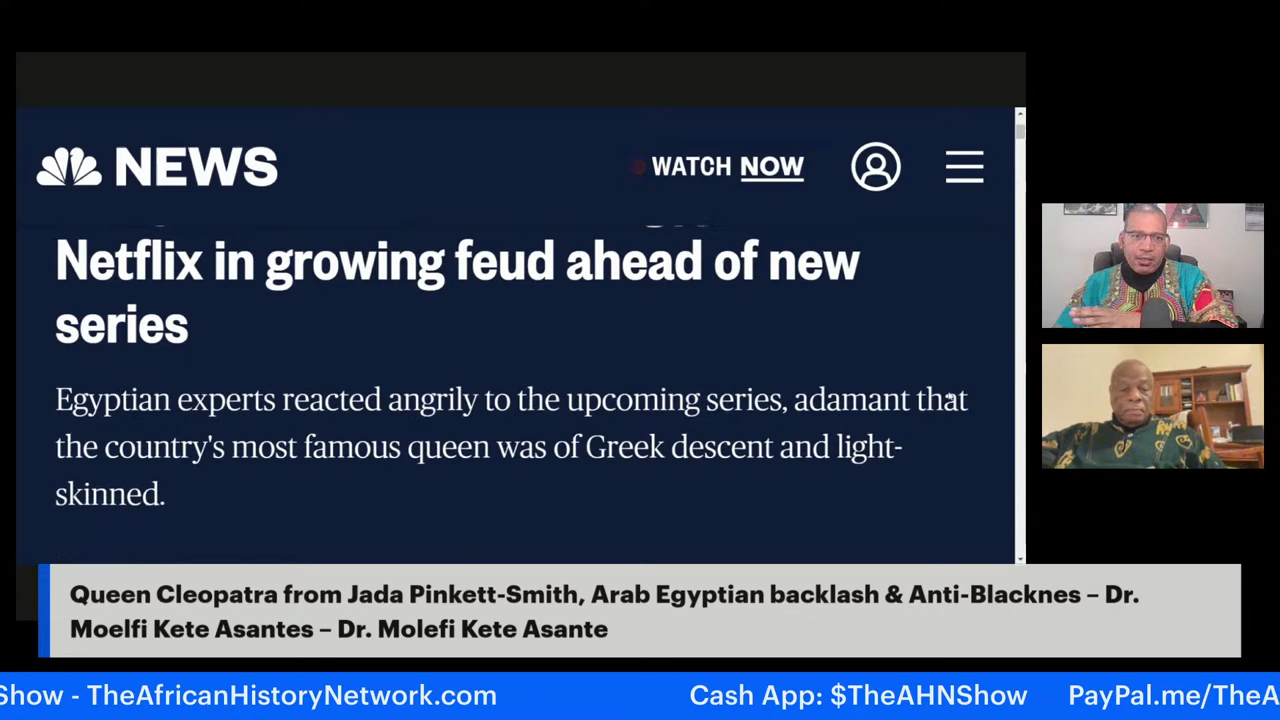 NEWS
WATCH NOW
Netflix in growing feud ahead of new
series
Egyptian experts reacted angrily to the upcoming series, adamant that
the country's most famous queen was of Greek descent and light-
skinned.
Queen Cleopatra from Jada Pinkett-Smith, Arab Egyptian backlash & Anti-Blacknes – Dr.
Moelfi Kete Asantes – Dr. Molefi Kete Asante
Show - TheAfricanHistoryNetwork.com Cash App: $TheAHNShow PayPal.me/TheA